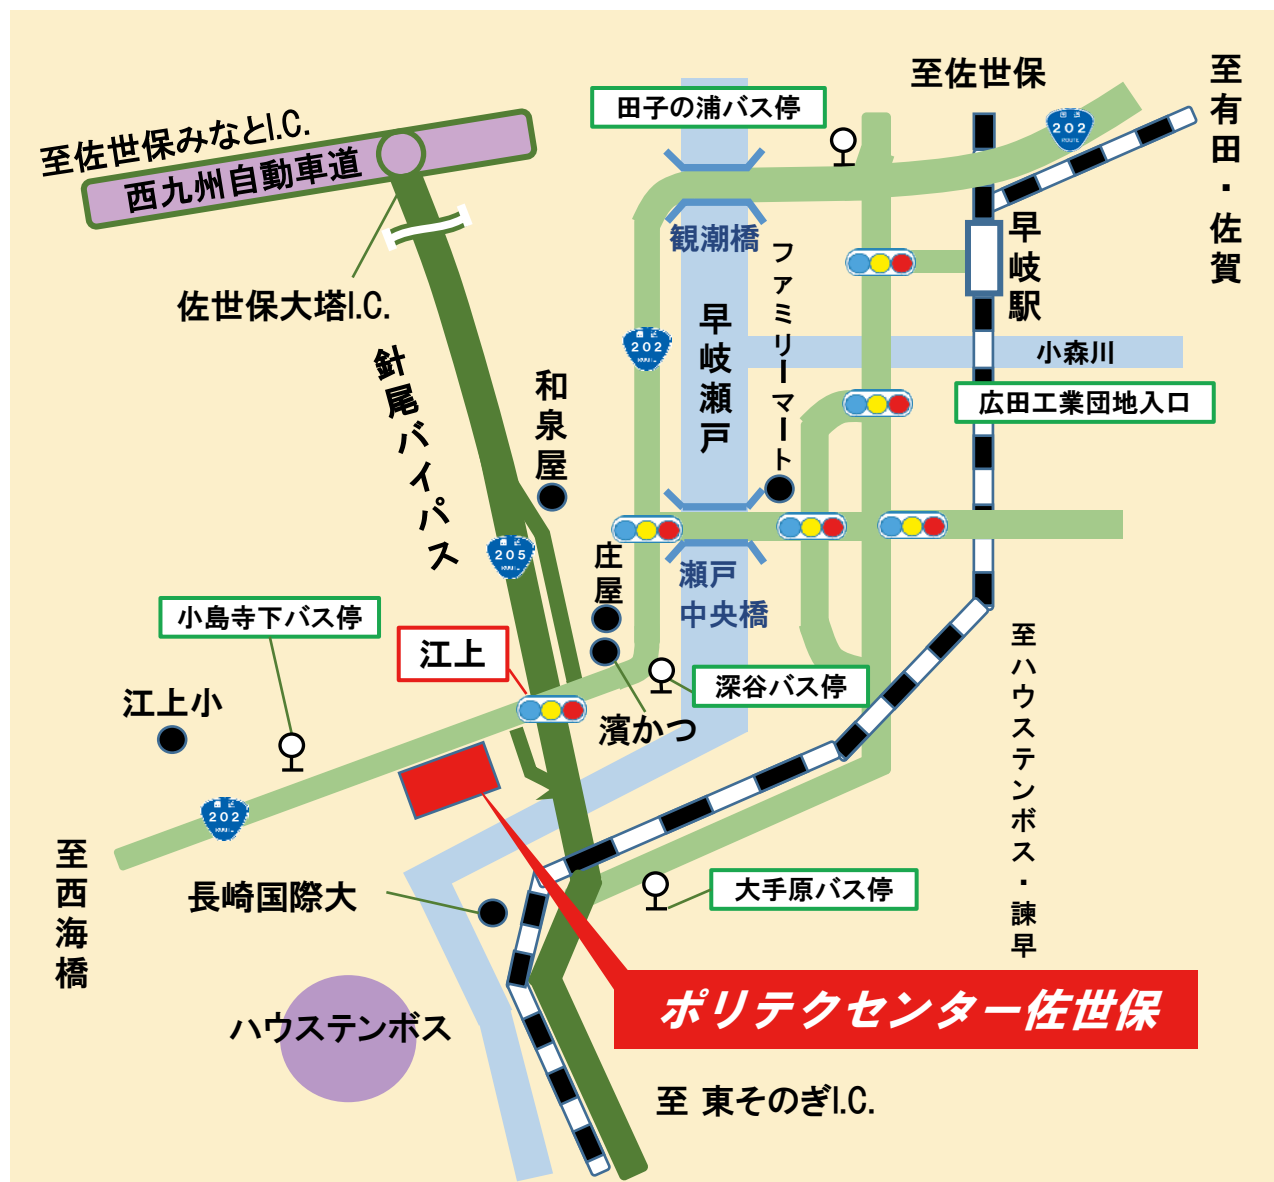 至佐世保
至有田・佐賀
田子の浦バス停
至佐世保みなとI.C.
西九州自動車道
202
ROUTE
観潮橋
ファミリーマート
早岐駅
佐世保大塔I.C.
早岐瀬戸
202
小森川
針尾バイパス
和泉屋
広田工業団地入口
205
庄屋
瀬戸
中央橋
小島寺下バス停
江上
至ハウステンボス・諫早
深谷バス停
江上小
濱かつ
202
至西海橋
長崎国際大
大手原バス停
ポリテクセンター佐世保
ハウステンボス
至 東そのぎI.C.